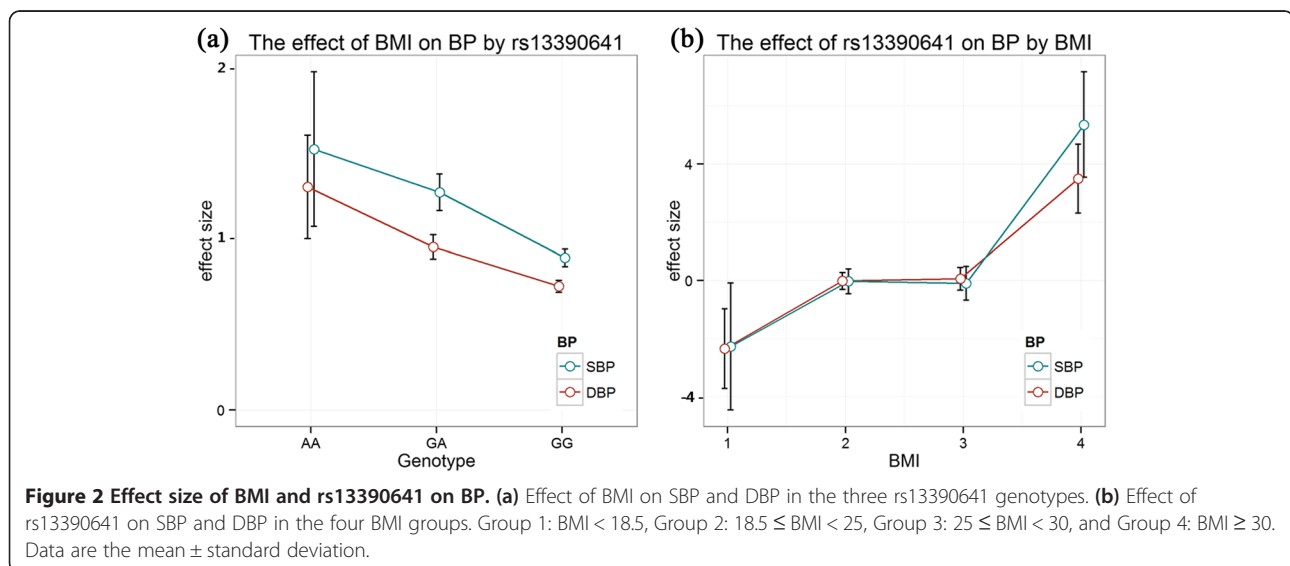 (a) The effect of BMI on BP by rs13390641
2
1
0
effect size
AA GA GG
Genotype
BP
SBP
DBP
(b) The effect of rs13390641 on BP by BMI
4
0
-4
effect size
1 2 3 4
BMI
BP
SBP
DBP
Figure 2 Effect size of BMI and rs13390641 on BP. (a) Effect of BMI on SBP and DBP in the three rs13390641 genotypes. (b) Effect of
rs13390641 on SBP and DBP in the four BMI groups. Group 1: BMI < 18.5, Group 2: 18.5 ≤ BMI < 25, Group 3: 25 ≤ BMI < 30, and Group 4: BMI ≥ 30.
Data are the mean ± standard deviation.